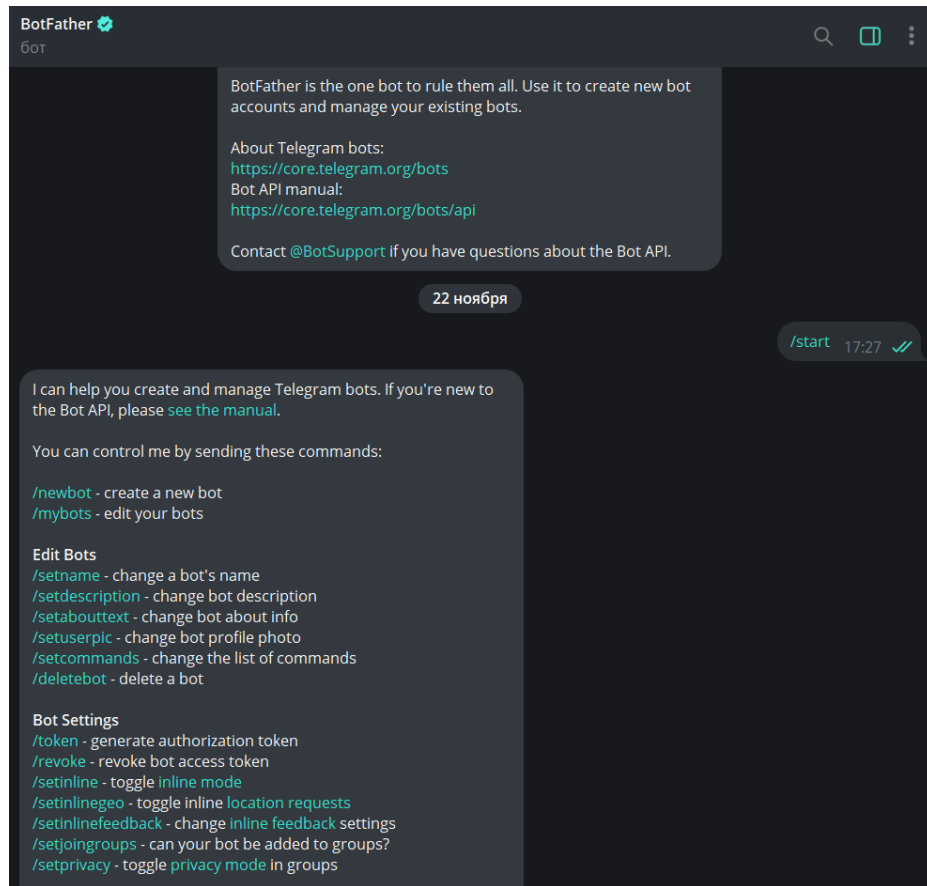 BotFather
бот
BotFather is the one bot to rule them all. Use it to create new bot
accounts and manage your existing bots.
About Telegram bots:
https://core.telegram.org/bots
Bot API manual:
https://core.telegram.org/bots/api
Contact @BotSupport if you have questions about the Bot API.
22 ноября
/start 17:27
I can help you create and manage Telegram bots. If you're new to
the Bot API, please see the manual.
You can control me by sending these commands:
/newbot - create a new bot
/mybots - edit your bots
Edit Bots
/setname - change a bot's name
/setdescription - change bot description
/setabouttext - change bot about info
/setuserpic - change bot profile photo
/setcommands - change the list of commands
/deletebot - delete a bot
Bot Settings
/token - generate authorization token
/revoke - revoke bot access token
/setinline - toggle inline mode
/setinlinegeo - toggle inline location requests
/setinlinefeedback - change inline feedback settings
/setjoingroups - can your bot be added to groups?
/setprivacy - toggle privacy mode in groups